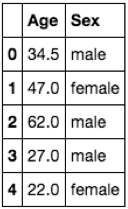 Age Sex
0 34.5 male
1 47.0 female
2 62.0 male
3 27.0 male
4 22.0 female